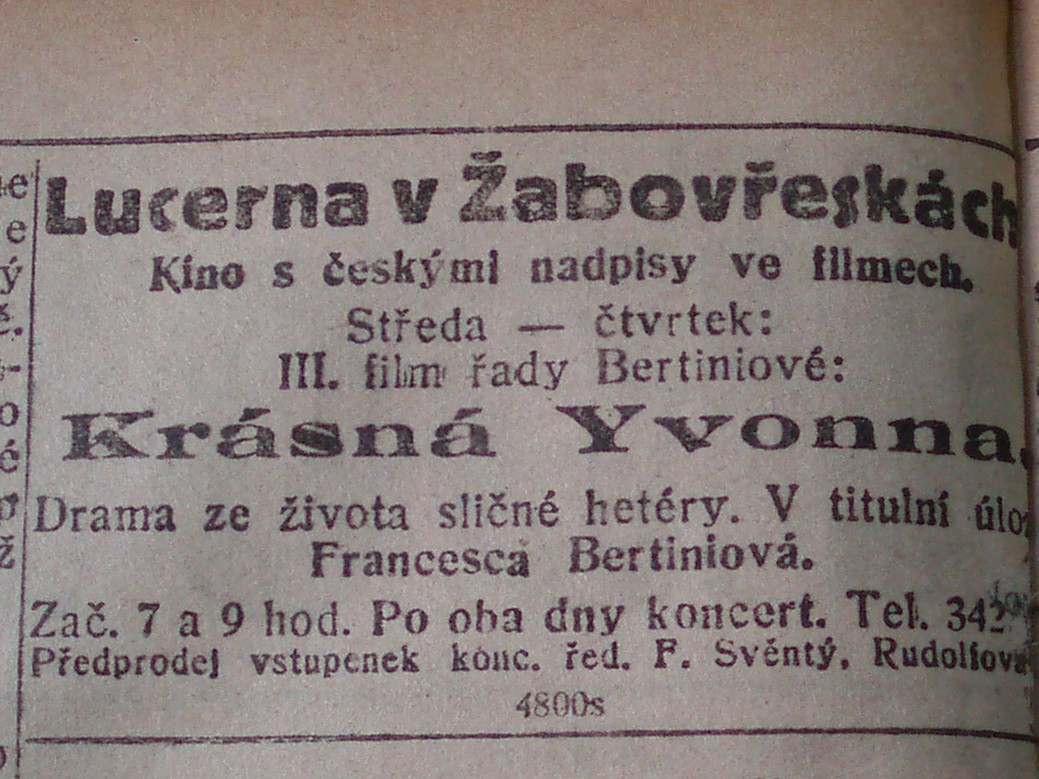 Lucerna v Žabovřeskách
Kino s českými nadpisy ve filmech.
Středa — čtvrtek:
III. film řady Bertiniové:
Krásná Yvonna.
Drama ze života sličné hetéry. V titulní
Francesca Bertiniová.
Zač. 7 a 9 hod. Po oba dny koncert. Tel.
Předprodej vstupenek konc. řed. F. Svěntý,
4800s